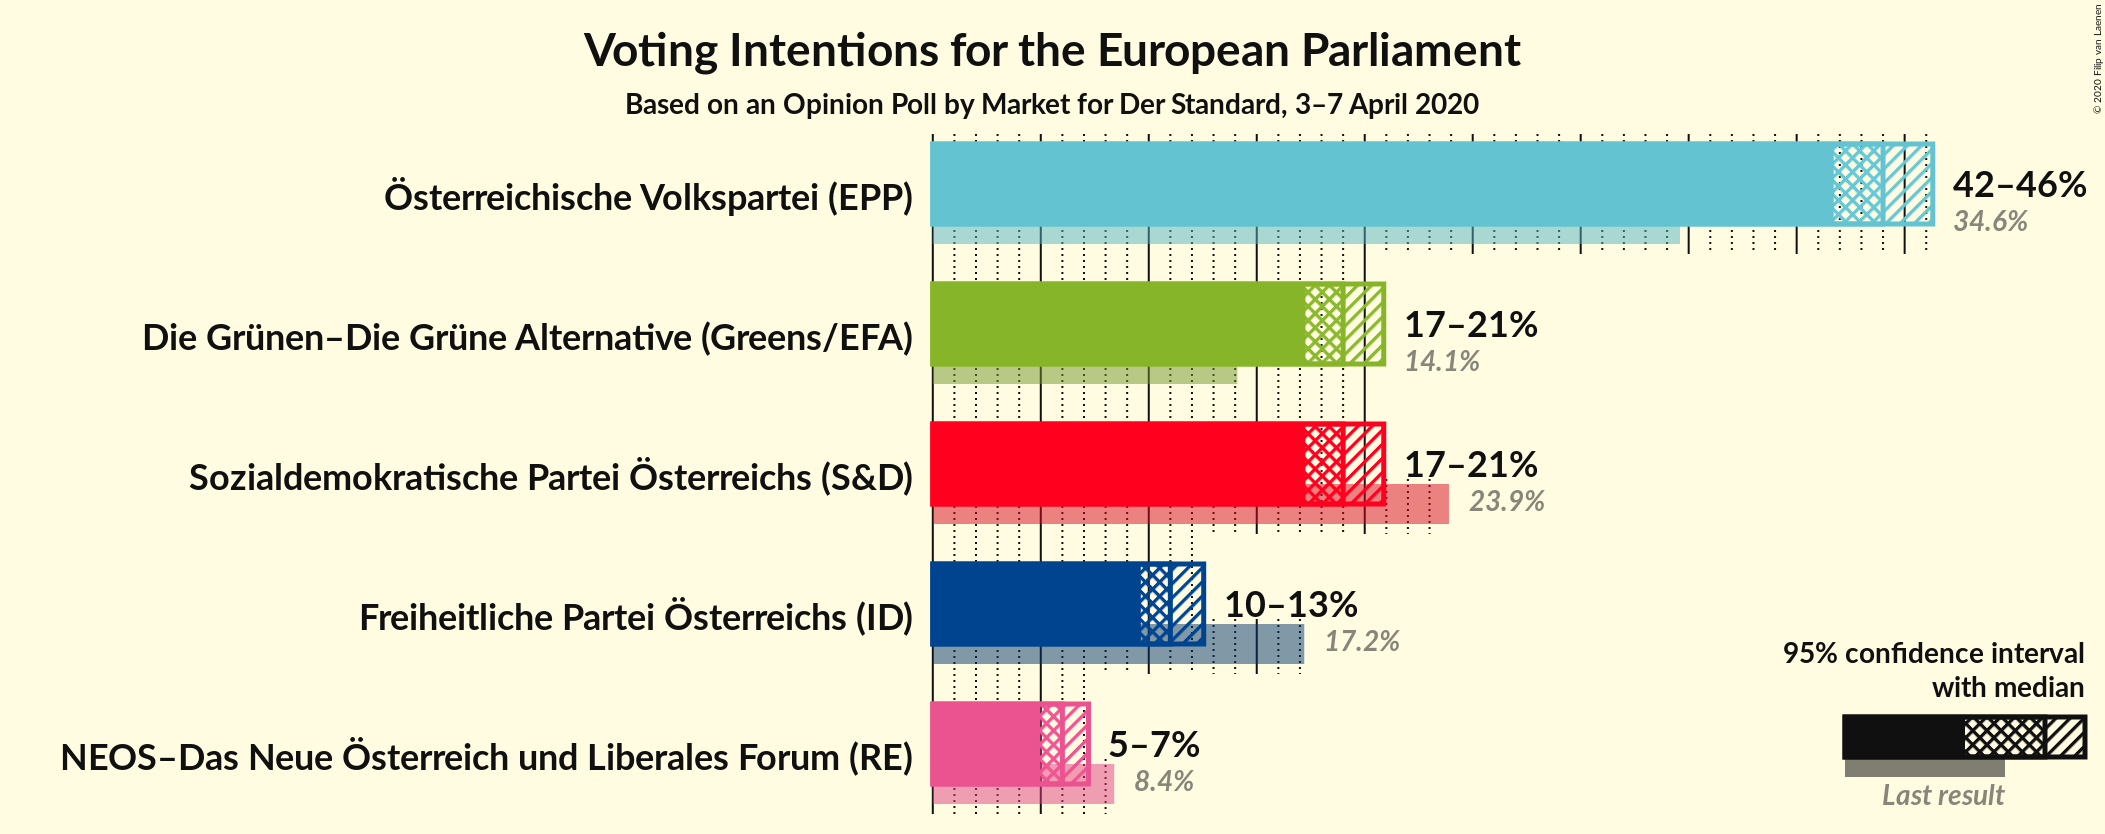 Voting Intentions for the European Parliament
Based on an Opinion Poll by Market for Der Standard, 3–7 April 2020
© 2020 Filip van Laenen
Österreichische Volkspartei (EPP)
42–46%
34.6%
Die Grünen–Die Grüne Alternative (Greens/EFA)
17–21%
14.1%
Sozialdemokratische Partei Österreichs (S&D)
17–21%
23.9%
Freiheitliche Partei Österreichs (ID)
10–13%
17.2%
NEOS–Das Neue Österreich und Liberales Forum (RE)
5–7%
8.4%
95% confidence interval
with median
Last result